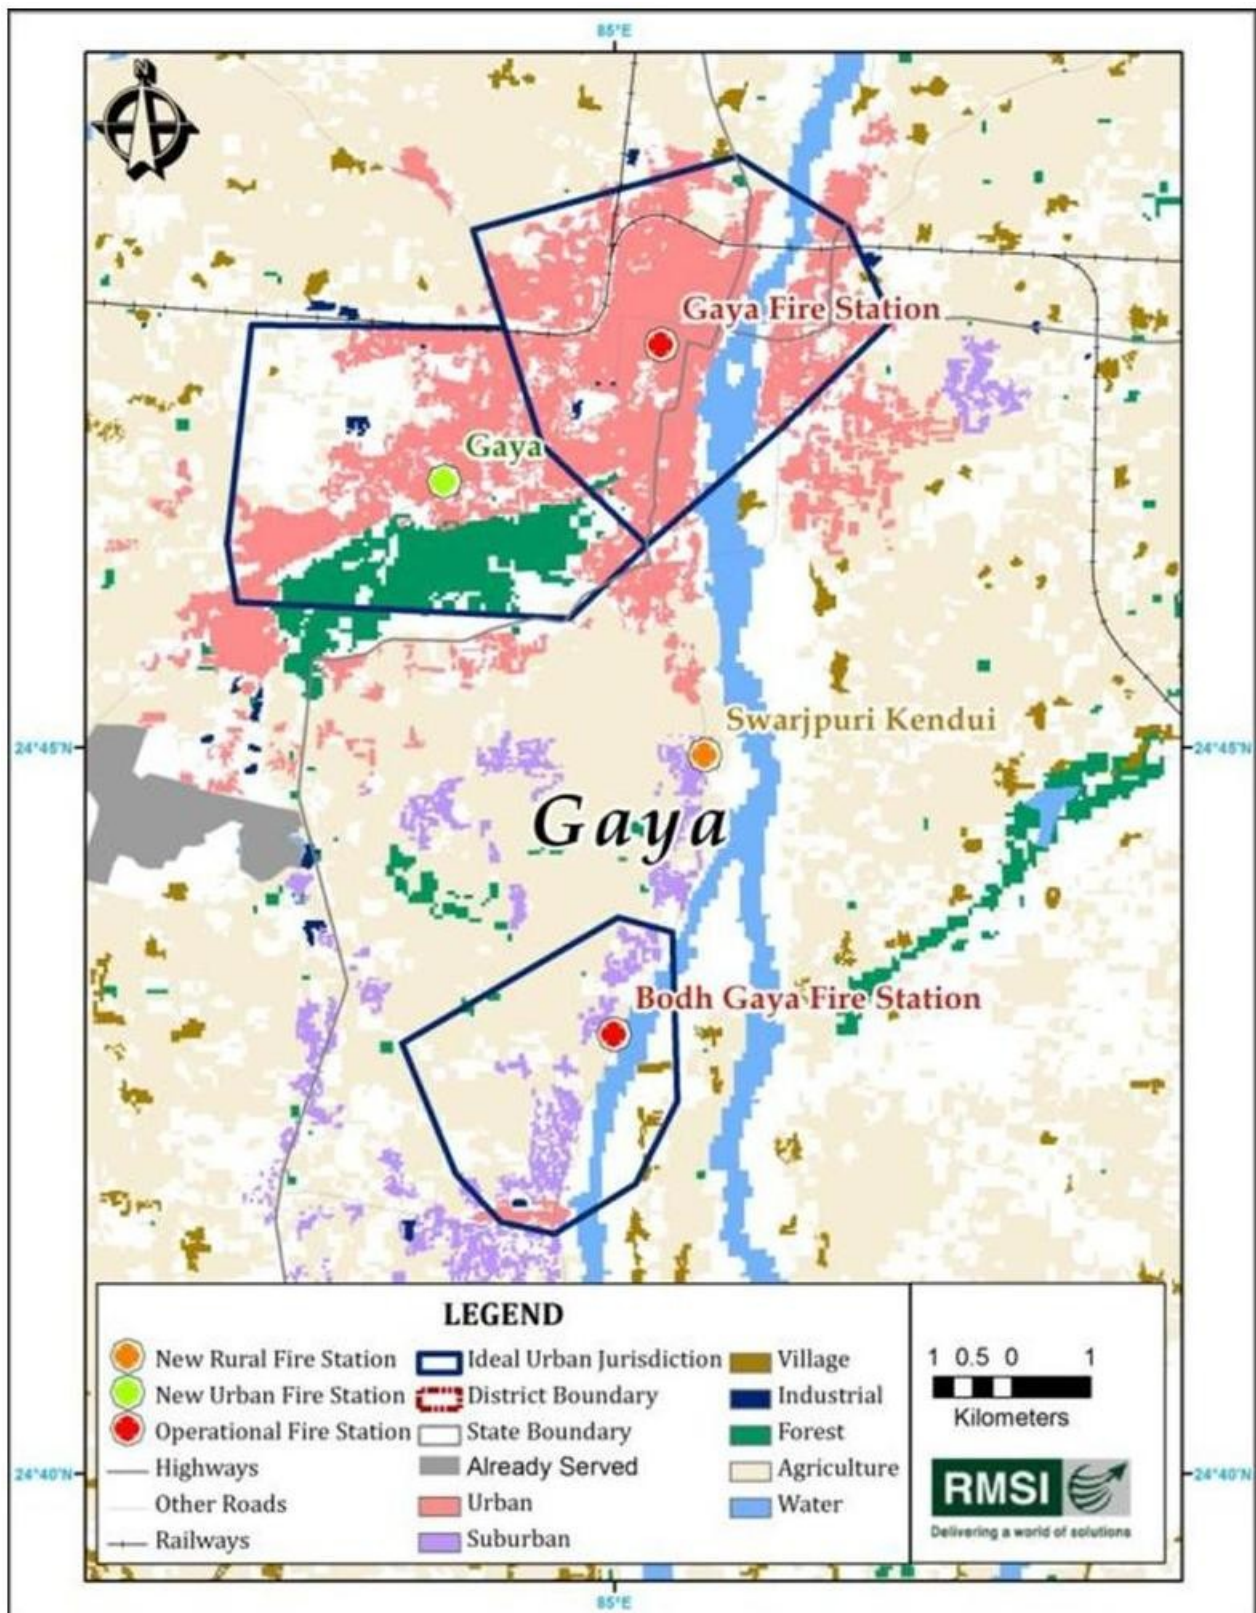 85°E
N
Gaya Fire Station
Gaya
Swarjpuri Kendui
24°45'N
24°45'N
Gaya
Bodh Gaya Fire Station
LEGEND
New Rural Fire Station
New Urban Fire Station
Operational Fire Station
Highways
Other Roads
Railways
Ideal Urban Jurisdiction
District Boundary
State Boundary
Already Served
Urban
Suburban
Village
Industrial
Forest
Agriculture
Water
1 0.5 0 1
Kilometers
RMSI
Delivering a world of solutions
24°40'N
24°40'N
85°E